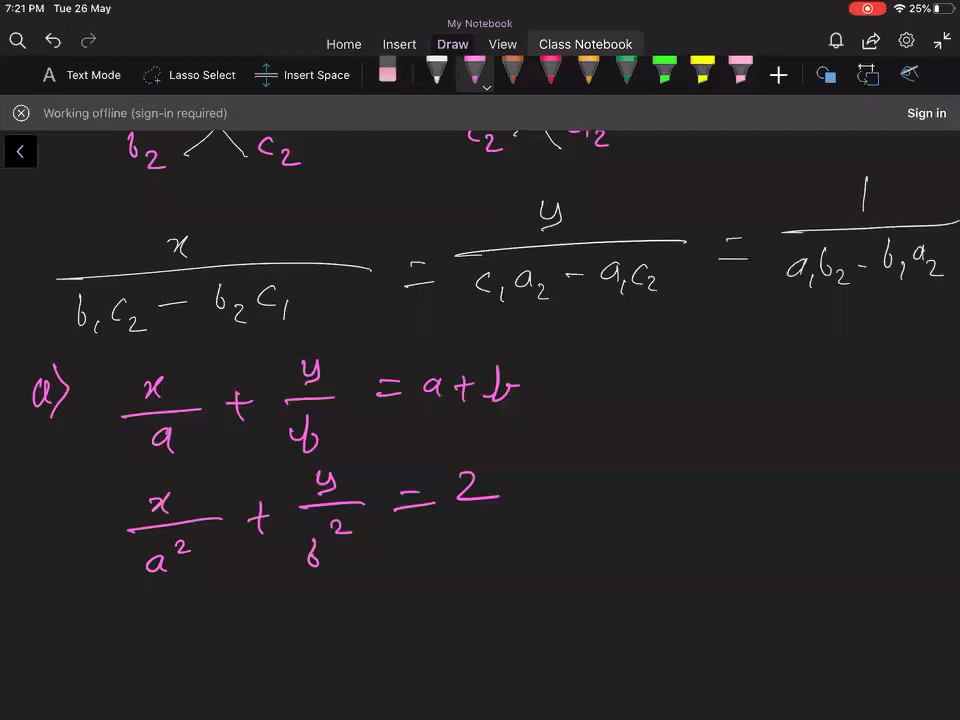 7:21 PM Tue 26 May 25%
My Notebook
Home Insert Draw View Class Notebook
A Text Mode Lasso Select Insert Space
Working offline (sign-in required) Sign in
b₂ c₂ c₂
x/(b₁c₂ − b₂c₁) = y/(c₁a₂ − a₁c₂) = 1/(a₁b₂ − b₁a₂)
a) x/a + y/b = a + b
x/a² + y/b² = 2